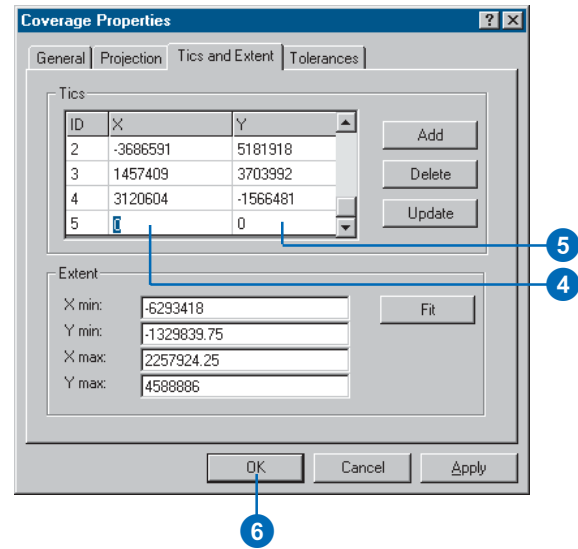 Coverage Properties
? ×
General Projection Tics and Extent Tolerances
Tics
ID X Y
2 -3686591 5181918
3 1457409 3703992
4 3120604 -1566481
5 0 0
Add
Delete
Update
5
4
Extent
X min: -6293418
Y min: -1329839.75
X max: 2257924.25
Y max: 4588886
Fit
OK Cancel Apply
6